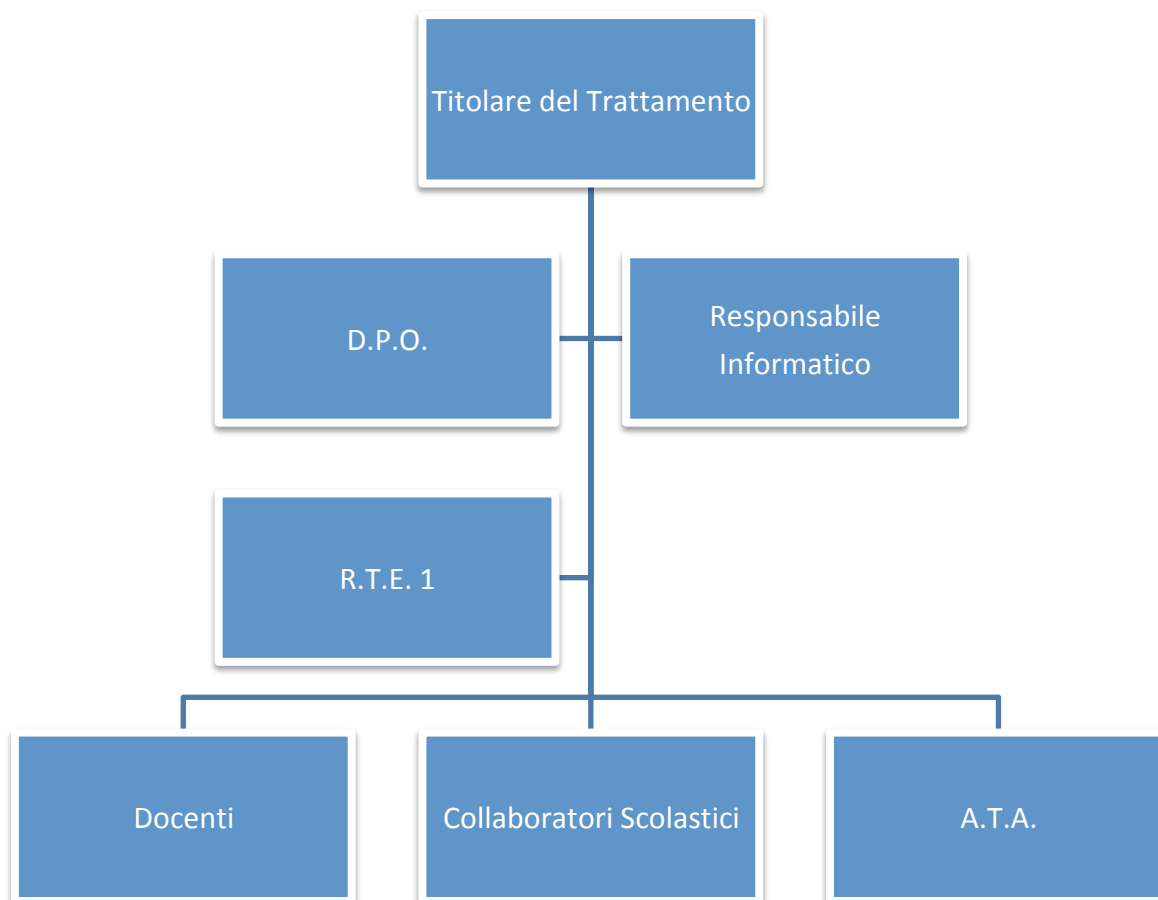 Titolare del Trattamento
D.P.O.
Responsabile
Informatico
R.T.E. 1
Docenti
Collaboratori Scolastici
A.T.A.